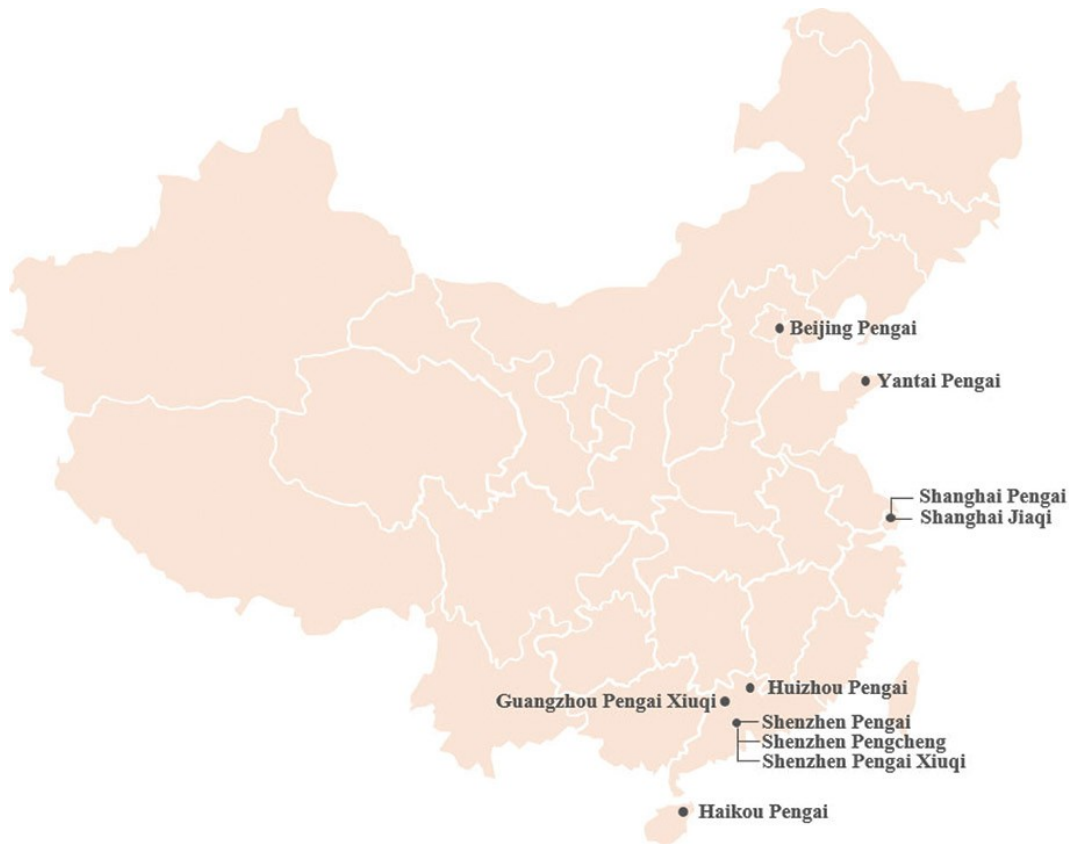 Beijing Pengai
Yantai Pengai
Shanghai Pengai
Shanghai Jiaqi
Huizhou Pengai
Guangzhou Pengai Xiuqi
Shenzhen Pengai
Shenzhen Pengcheng
Shenzhen Pengai Xiuqi
Haikou Pengai